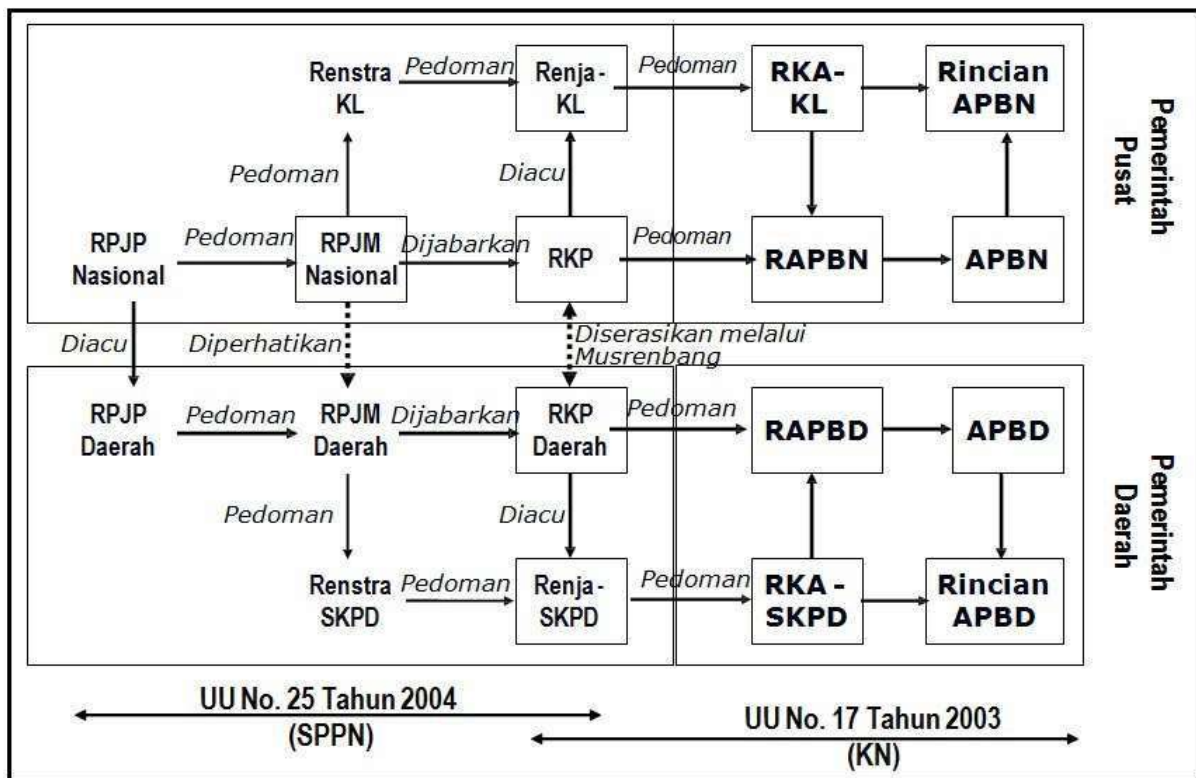 Renstra
KL
Pedoman
Renja -
KL
Pedoman
RKA-
KL
Rincian
APBN
Pemerintah
Pusat
Pedoman
Diacu
RPJP
Nasional
Pedoman
RPJM
Nasional
Dijabarkan
RKP
Pedoman
RAPBN
APBN
Diacu
Diperhatikan
Diserasikan melalui
Musrenbang
RPJP
Daerah
Pedoman
RPJM
Daerah
Dijabarkan
RKP
Daerah
Pedoman
RAPBD
APBD
Pemerintah
Daerah
Pedoman
Diacu
Renstra
SKPD
Pedoman
Renja -
SKPD
Pedoman
RKA -
SKPD
Rincian
APBD
UU No. 25 Tahun 2004
(SPPN)
UU No. 17 Tahun 2003
(KN)